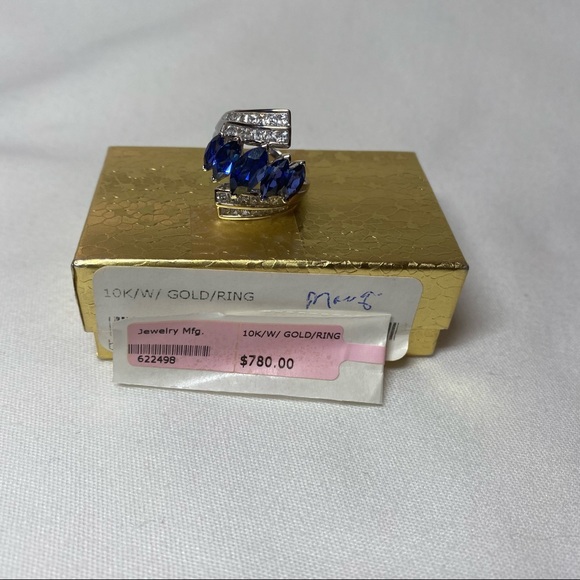 10K/W/ GOLD/RING
Jewelry Mfg. 10K/W/ GOLD/RING
622498 $780.00